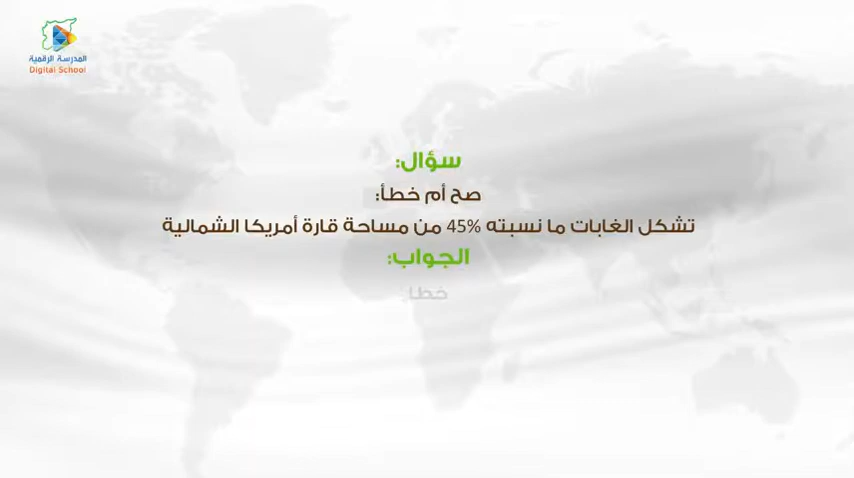 المدرسة الرقمية
Digital School
سؤال:
صح أم خطأ:
تشكل الغابات ما نسبته 45% من مساحة قارة أمريكا الشمالية
الجواب:
خطأ: